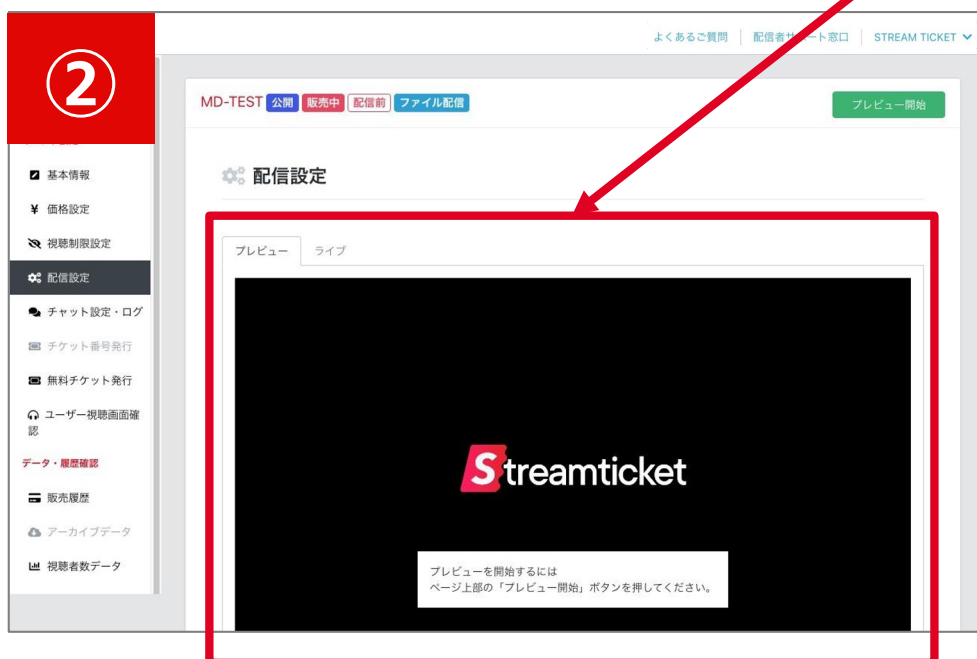 ②
よくあるご質問
配信者サポート窓口
STREAM TICKET
MD-TEST 公開 販売中 配信前 ファイル配信
プレビュー開始
基本情報
¥ 価格設定
視聴制限設定
配信設定
チャット設定・ログ
チケット番号発行
無料チケット発行
ユーザー視聴画面確
認
データ・履歴確認
販売履歴
アーカイブデータ
視聴者数データ
配信設定
プレビュー
ライブ
Streamticket
プレビューを開始するには
ページ上部の「プレビュー開始」ボタンを押してください。